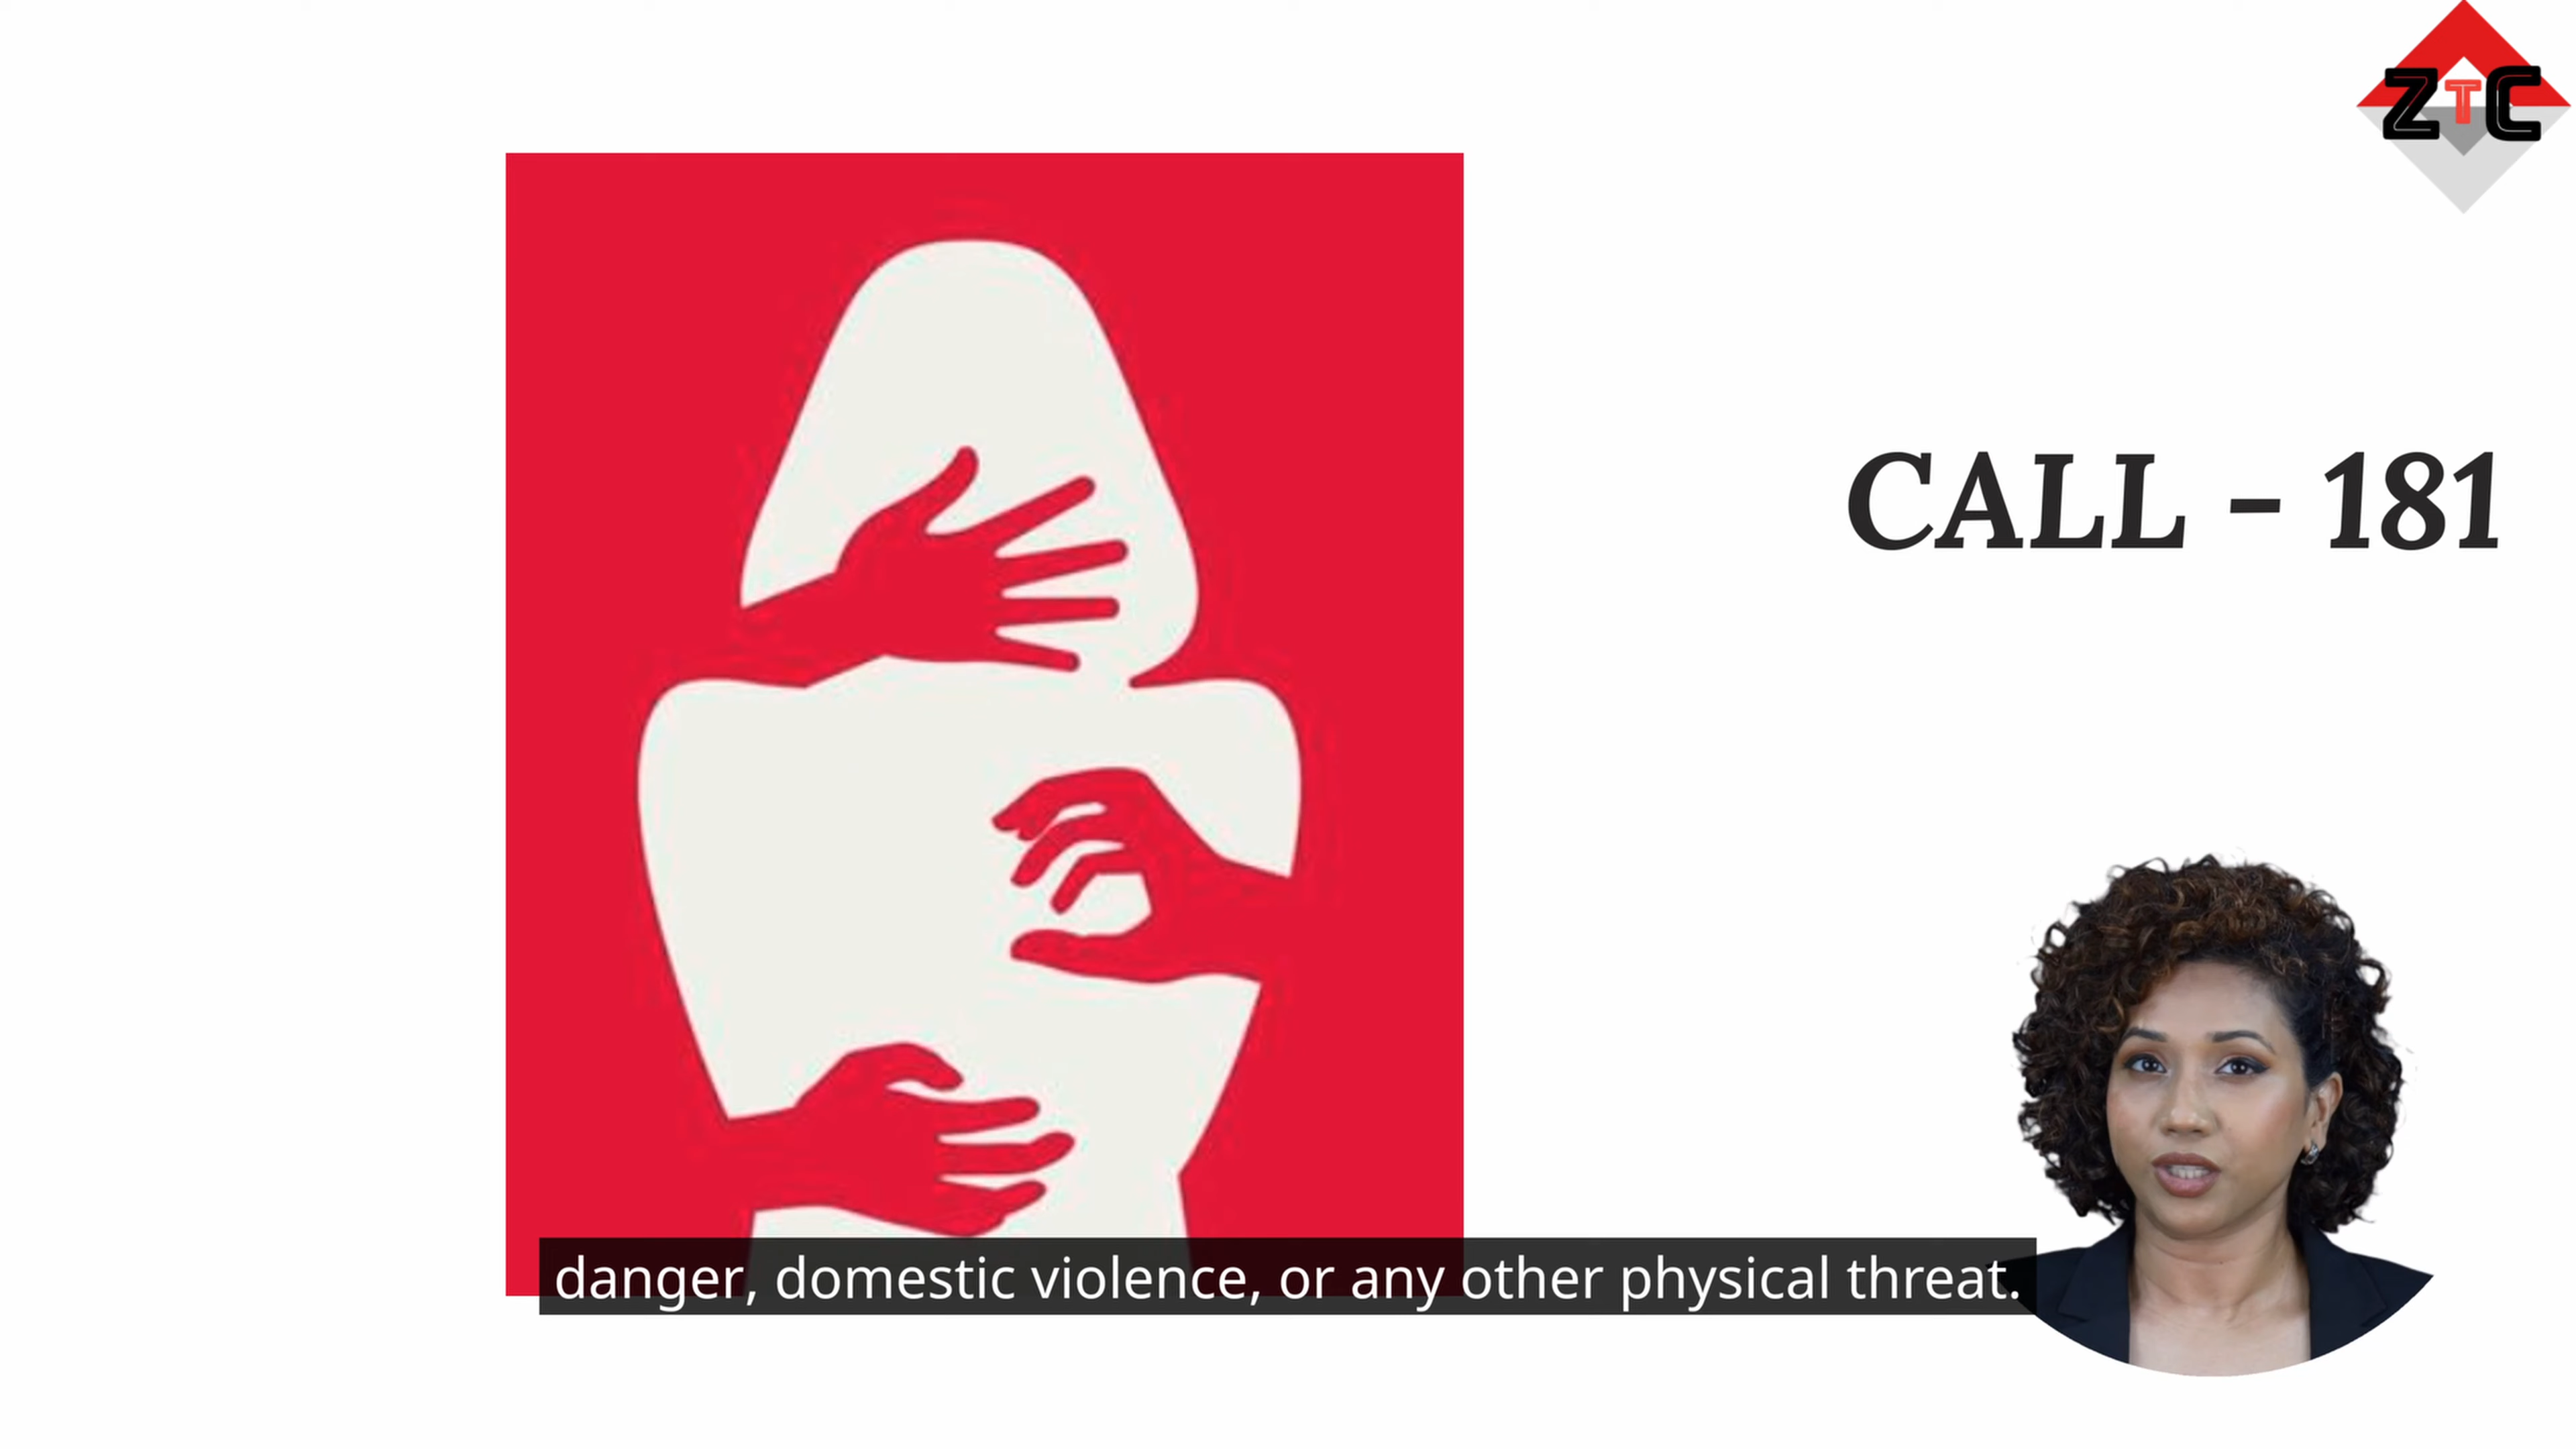 ZTC
CALL - 181
danger, domestic violence, or any other physical threat.